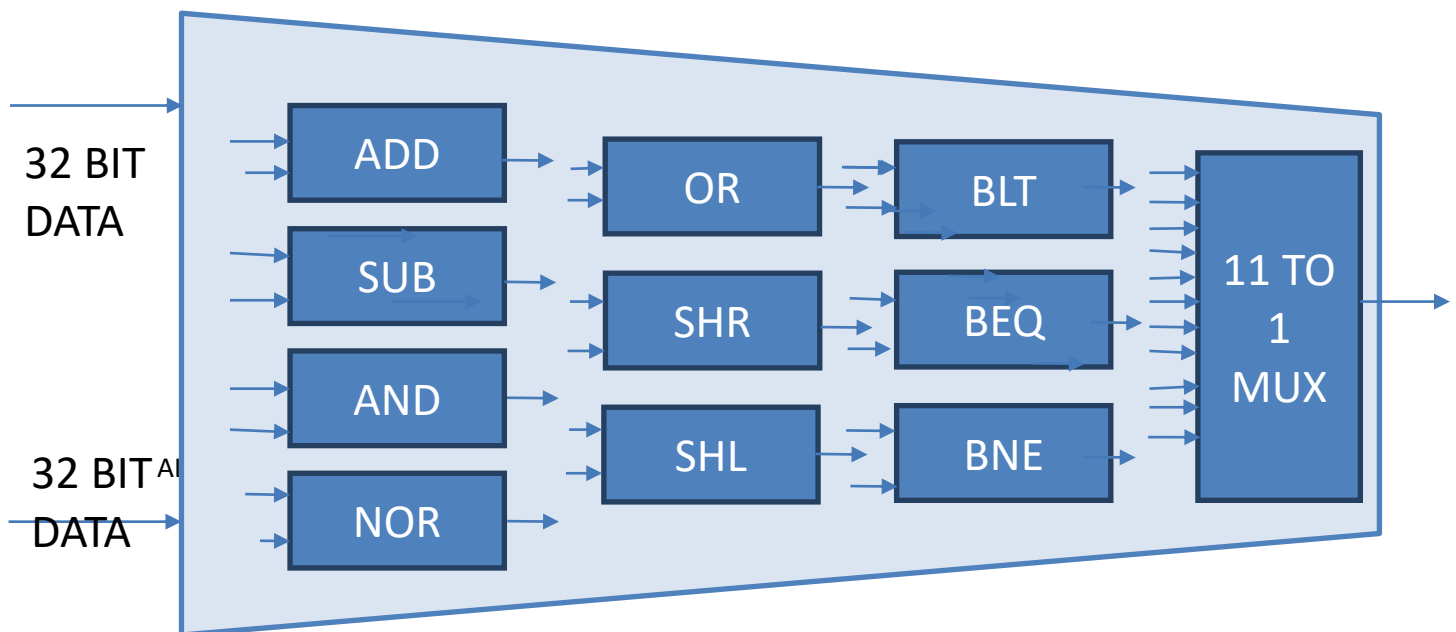 32 BIT
DATA
32 BIT
DATA
ADD
SUB
AND
NOR
OR
SHR
SHL
BLT
BEQ
BNE
11 TO
1
MUX